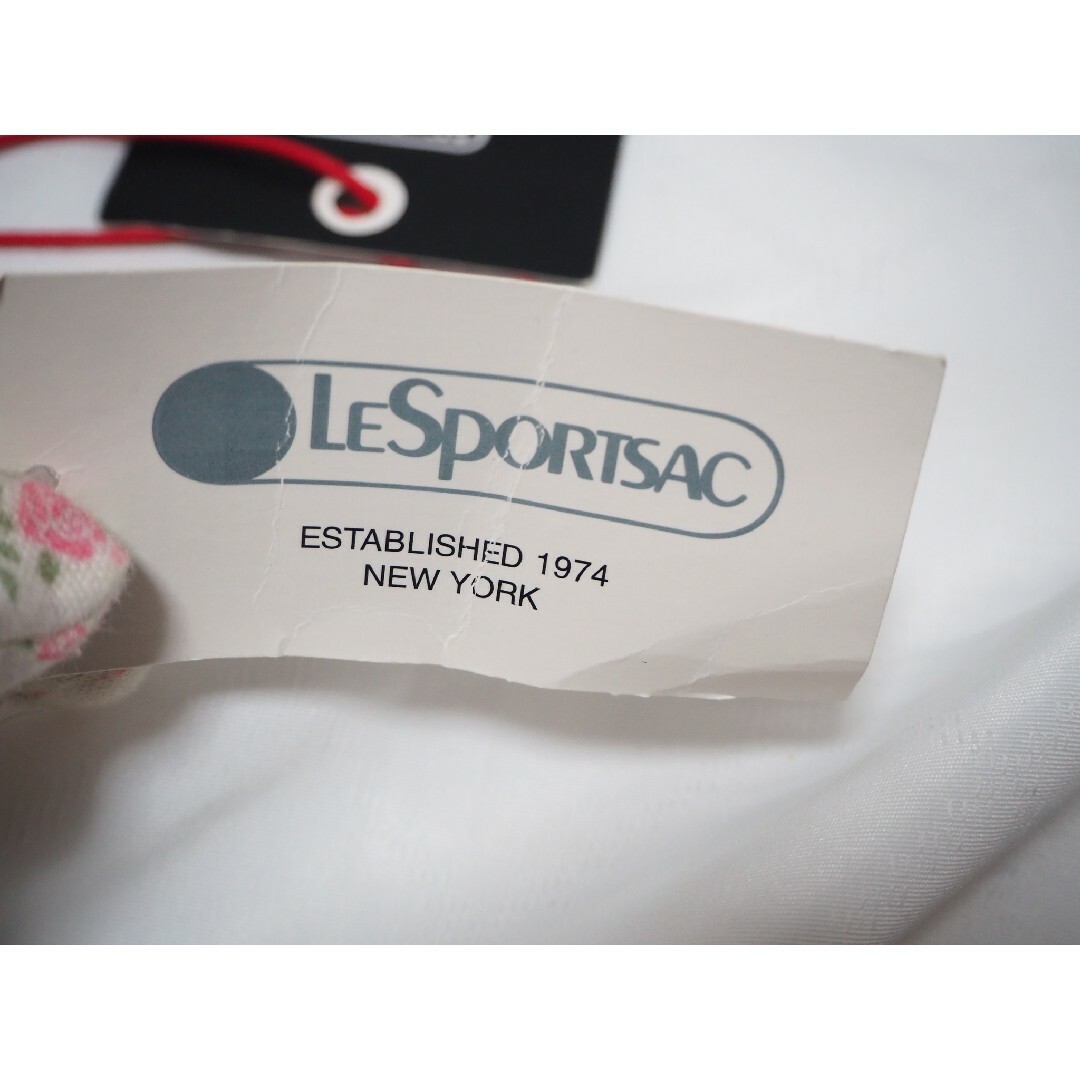 LESPORTSAC
ESTABLISHED 1974
NEW YORK